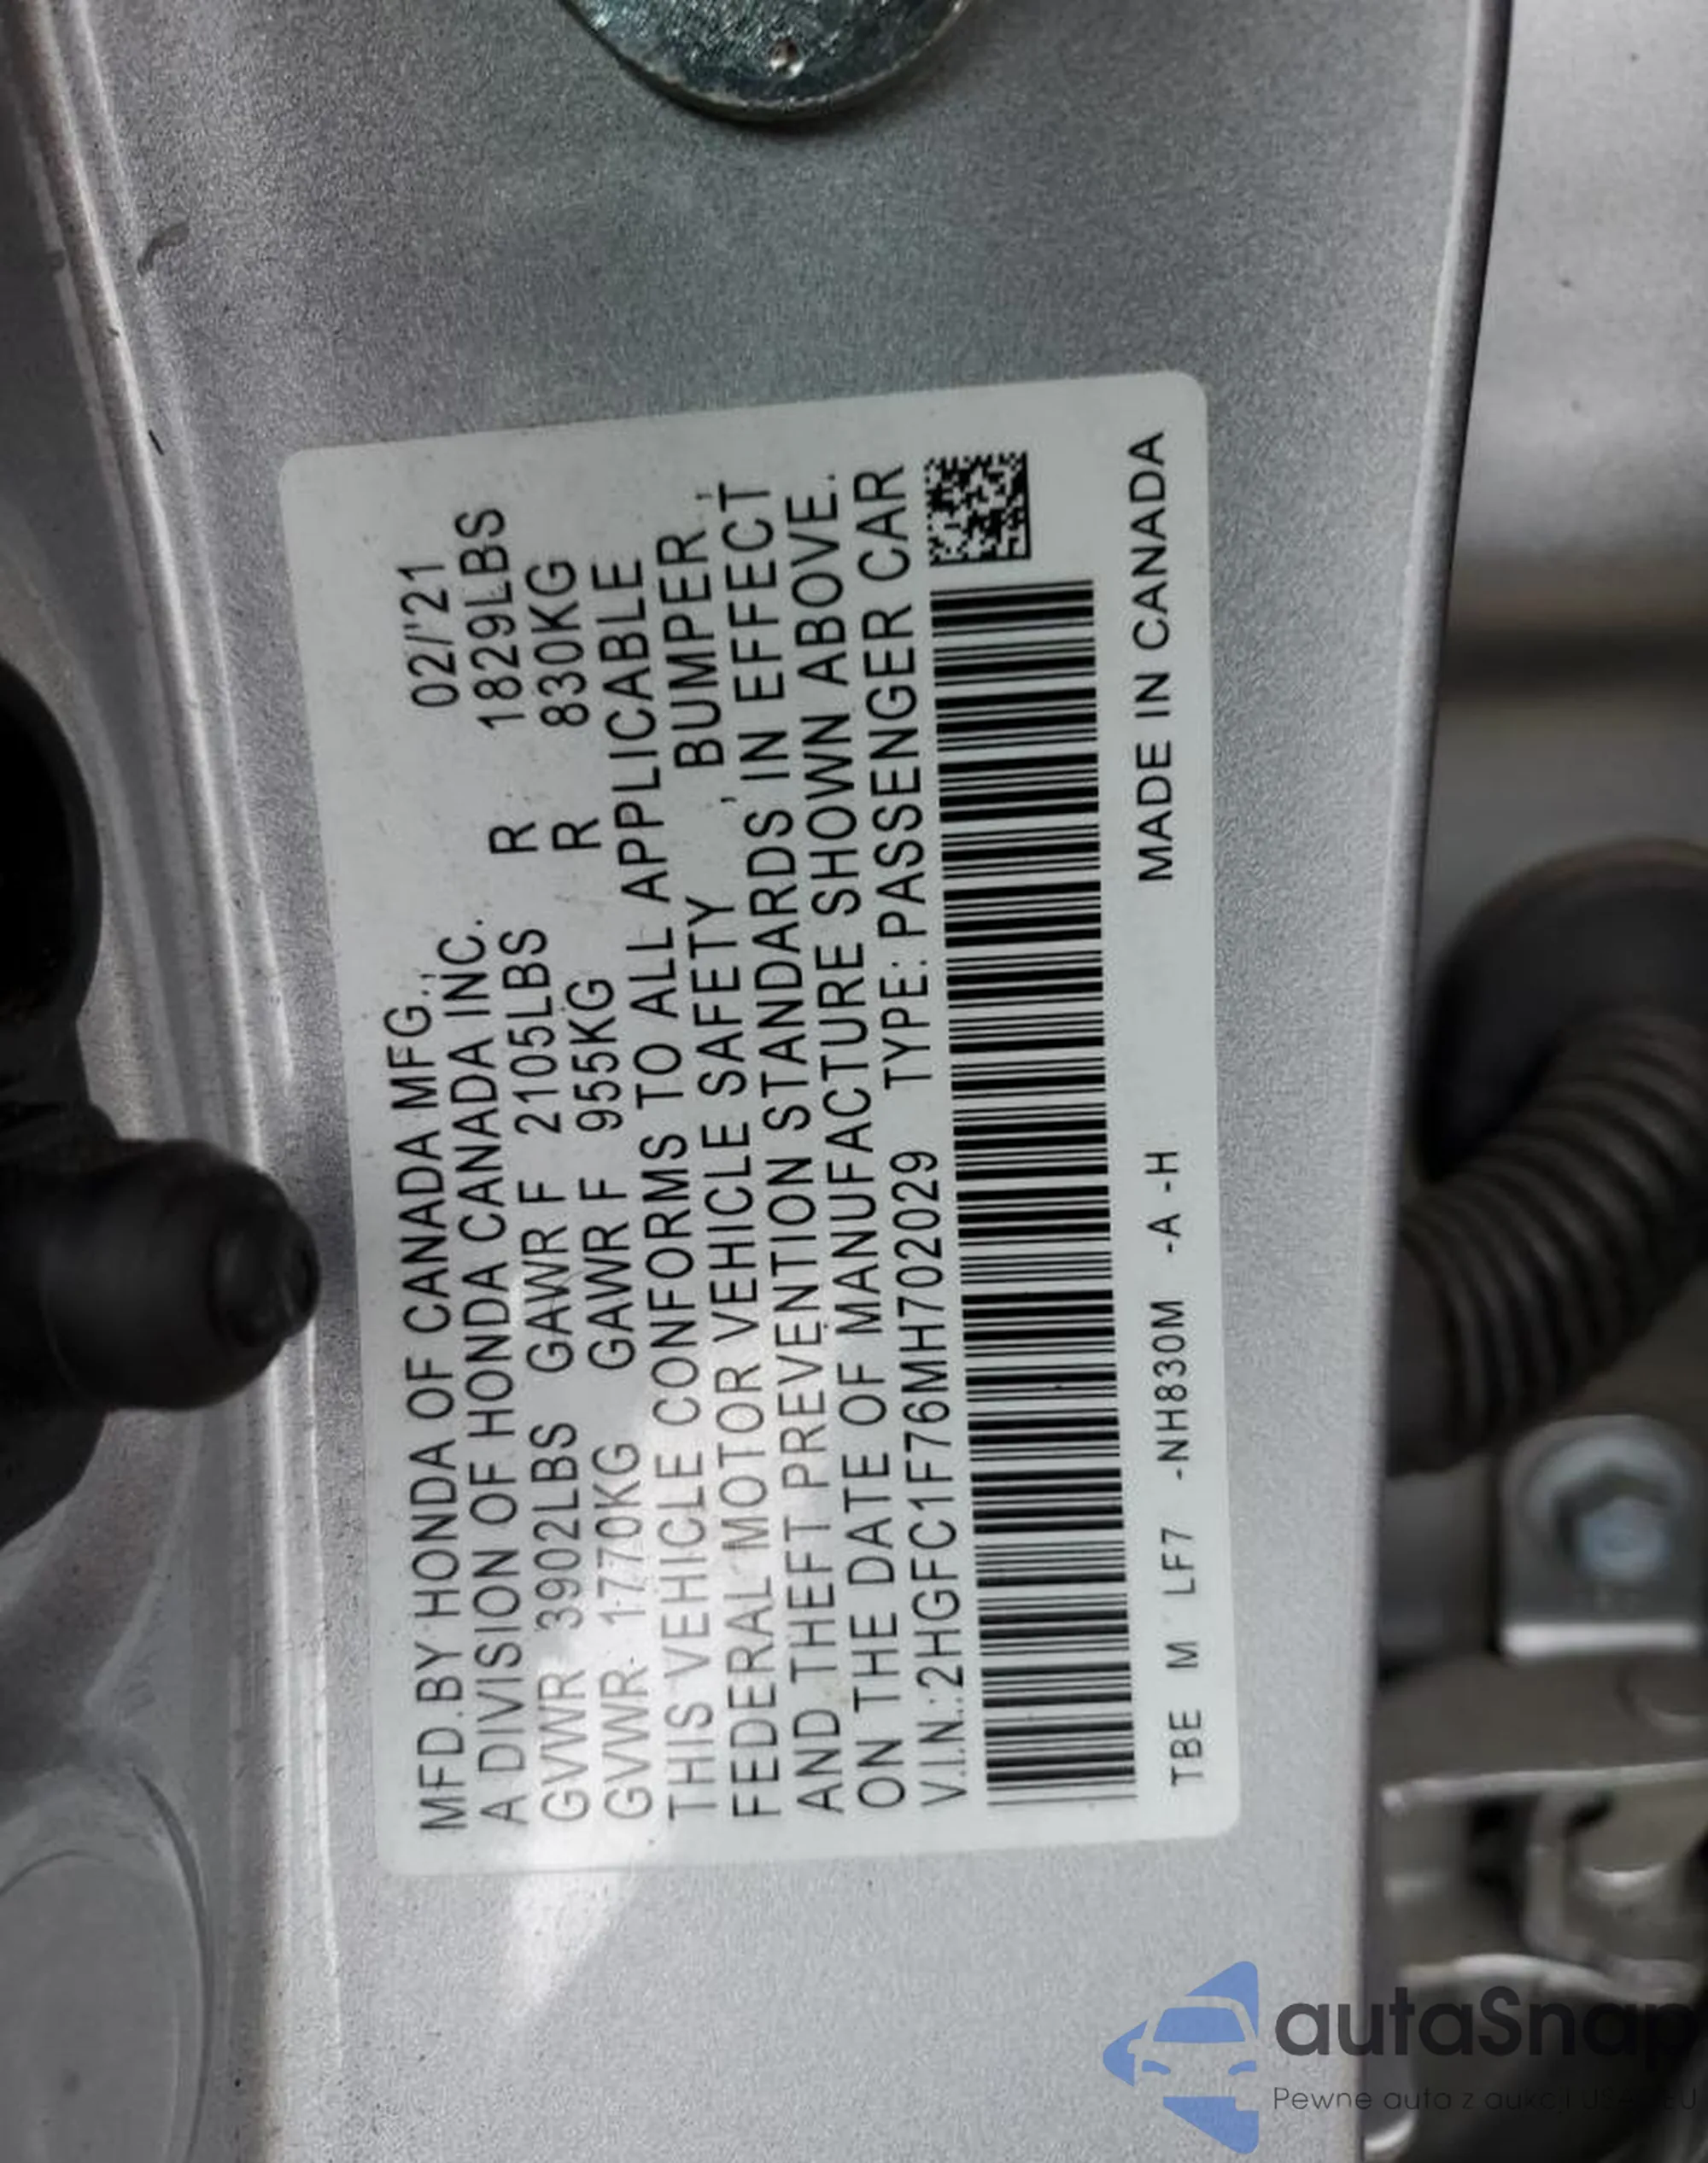 MFD.BY HONDA OF CANADA MFG., 02/'21
A DIVISION OF HONDA CANADA INC.
GVWR 3902LBS GAWR F 2105LBS R 1829LBS
GVWR 1770KG GAWR F 955KG R 830KG
THIS VEHICLE CONFORMS TO ALL APPLICABLE
FEDERAL MOTOR VEHICLE SAFETY , BUMPER ,
AND THEFT PREVENTION STANDARDS IN EFFECT
ON THE DATE OF MANUFACTURE SHOWN ABOVE.
V.I.N.:2HGFC1F76MH702029 TYPE:PASSENGER CAR
TBE M LF7 -NH830M -A -H MADE IN CANADA
autaSnap
Pewne auta z aukcji